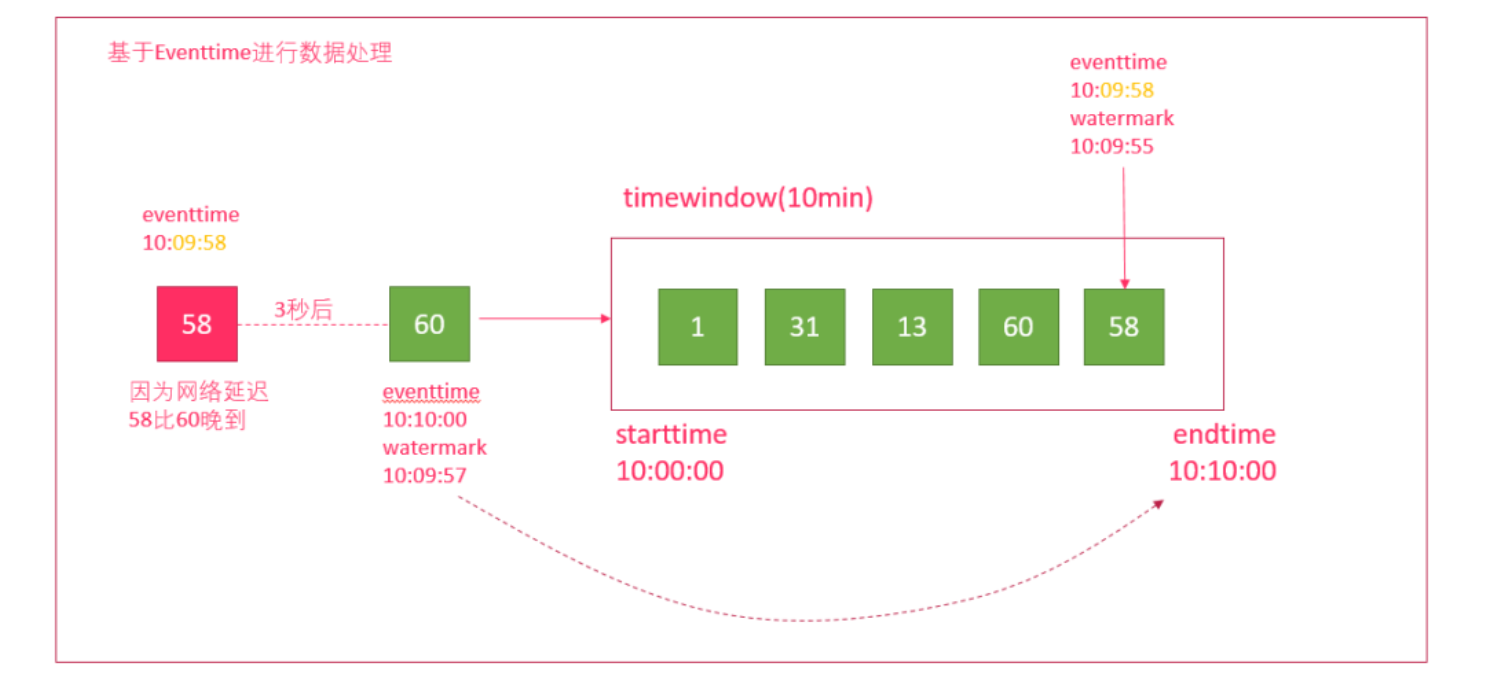 基于Eventtime进行数据处理
eventtime
10:09:58
watermark
10:09:55
timewindow(10min)
eventtime
10:09:58
58
3秒后
60
1
31
13
60
58
因为网络延迟
58比60晚到
eventtime
10:10:00
watermark
10:09:57
starttime
10:00:00
endtime
10:10:00